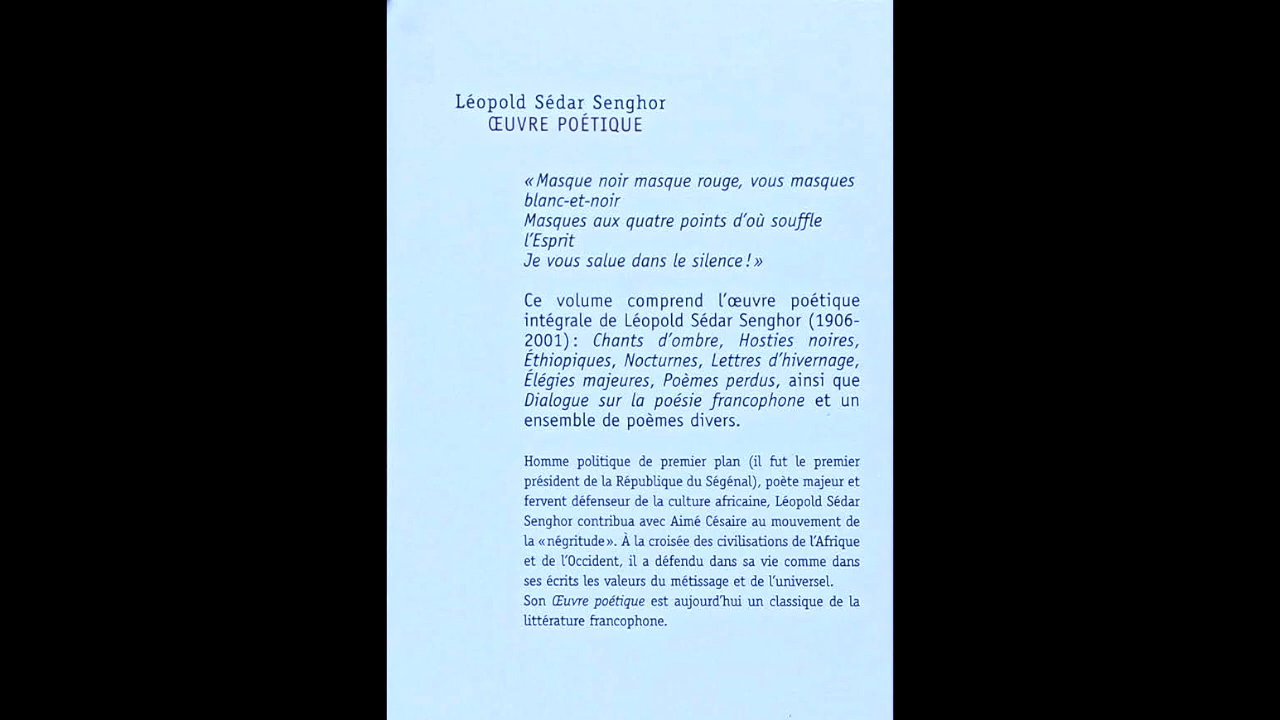 Léopold Sédar Senghor
ŒUVRE POÉTIQUE
« Masque noir masque rouge, vous masques
blanc-et-noir
Masques aux quatre points d'où souffle
l'Esprit
Je vous salue dans le silence ! »
Ce volume comprend l'œuvre poétique
intégrale de Léopold Sédar Senghor (1906-
2001) : Chants d'ombre, Hosties noires,
Éthiopiques, Nocturnes, Lettres d'hivernage,
Élégies majeures, Poèmes perdus, ainsi que
Dialogue sur la poésie francophone et un
ensemble de poèmes divers.
Homme politique de premier plan (il fut le premier
président de la République du Ségénal), poète majeur et
fervent défenseur de la culture africaine, Léopold Sédar
Senghor contribua avec Aimé Césaire au mouvement de
la « négritude ». À la croisée des civilisations de l'Afrique
et de l'Occident, il a défendu dans sa vie comme dans
ses écrits les valeurs du métissage et de l'universel.
Son Œuvre poétique est aujourd'hui un classique de la
littérature francophone.